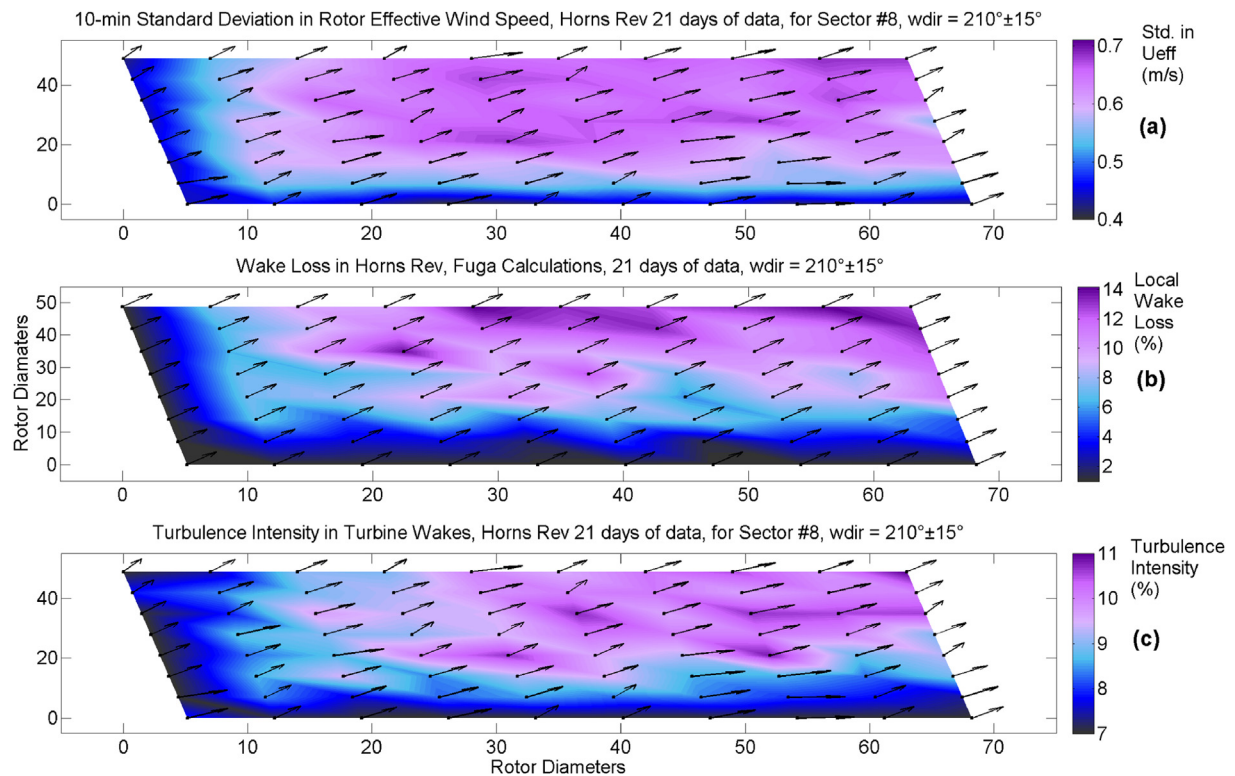 10-min Standard Deviation in Rotor Effective Wind Speed, Horns Rev 21 days of data, for Sector #8, wdir = 210°±15°
Std. in
Ueff
(m/s)
0.7
0.6
0.5
0.4
(a)
40
20
0
0 10 20 30 40 50 60 70
Wake Loss in Horns Rev, Fuga Calculations, 21 days of data, wdir = 210°±15°
Local
Wake
Loss
(%)
14
12
10
8
6
4
2
(b)
Rotor Diamaters
50
40
30
20
10
0
0 10 20 30 40 50 60 70
Turbulence Intensity in Turbine Wakes, Horns Rev 21 days of data, for Sector #8, wdir = 210°±15°
Turbulence
Intensity
(%)
11
10
9
8
7
(c)
40
20
0
0 10 20 30 40 50 60 70
Rotor Diameters